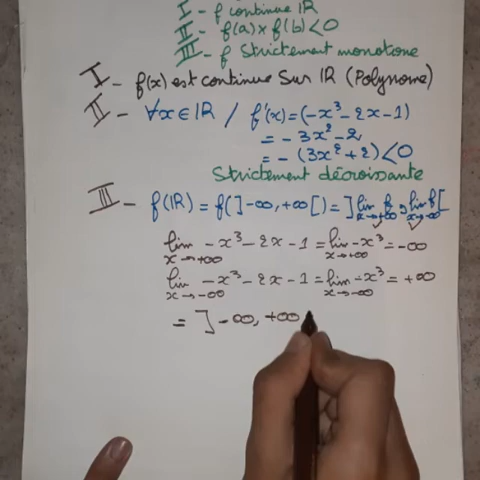 I - f continue IR
II - f(a) x f(b) < 0
III - f Strictement monotone
I - f(x) est continue sur IR (Polynome)
II - ∀x ∈ IR / f'(x) = (-x³ - 2x - 1)
= -3x² - 2
= -(3x² + 2) < 0
Strictement décroissante
III - f(IR) = f(]-∞, +∞[) = ]lim f x→+∞, lim f x→-∞[
lim x→+∞ -x³ - 2x - 1 = lim x→+∞ -x³ = -∞
lim x→-∞ -x³ - 2x - 1 = lim x→-∞ -x³ = +∞
= ]-∞, +∞